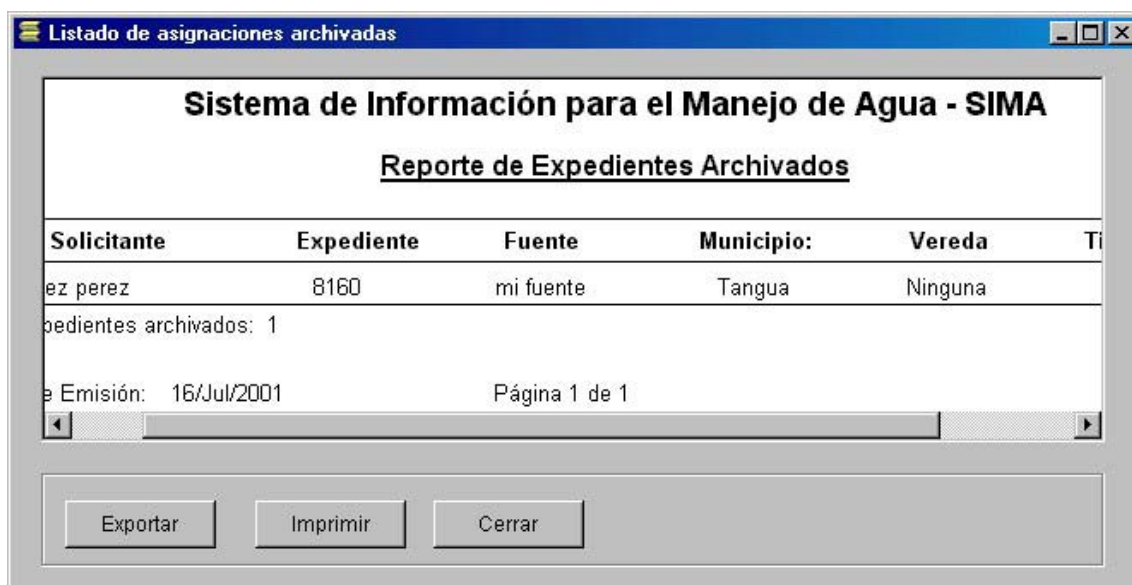 Listado de asignaciones archivadas
Sistema de Información para el Manejo de Agua - SIMA
Reporte de Expedientes Archivados
Solicitante Expediente Fuente Municipio: Vereda Ti
ez perez 8160 mi fuente Tangua Ninguna
pedientes archivados: 1
e Emisión: 16/Jul/2001 Página 1 de 1
Exportar Imprimir Cerrar